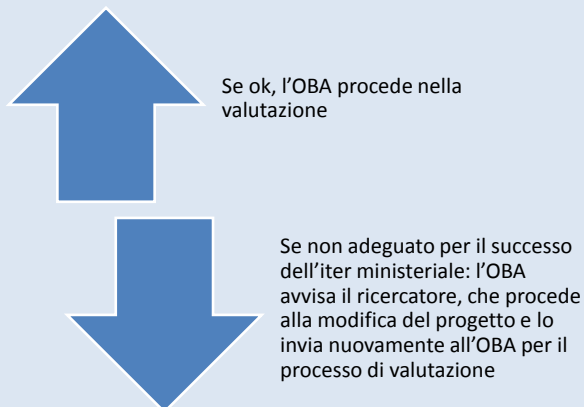 Se ok, l'OBA procede nella
valutazione
Se non adeguato per il successo
dell'iter ministeriale: l'OBA
avvisa il ricercatore, che procede
alla modifica del progetto e lo
invia nuovamente all'OBA per il
processo di valutazione